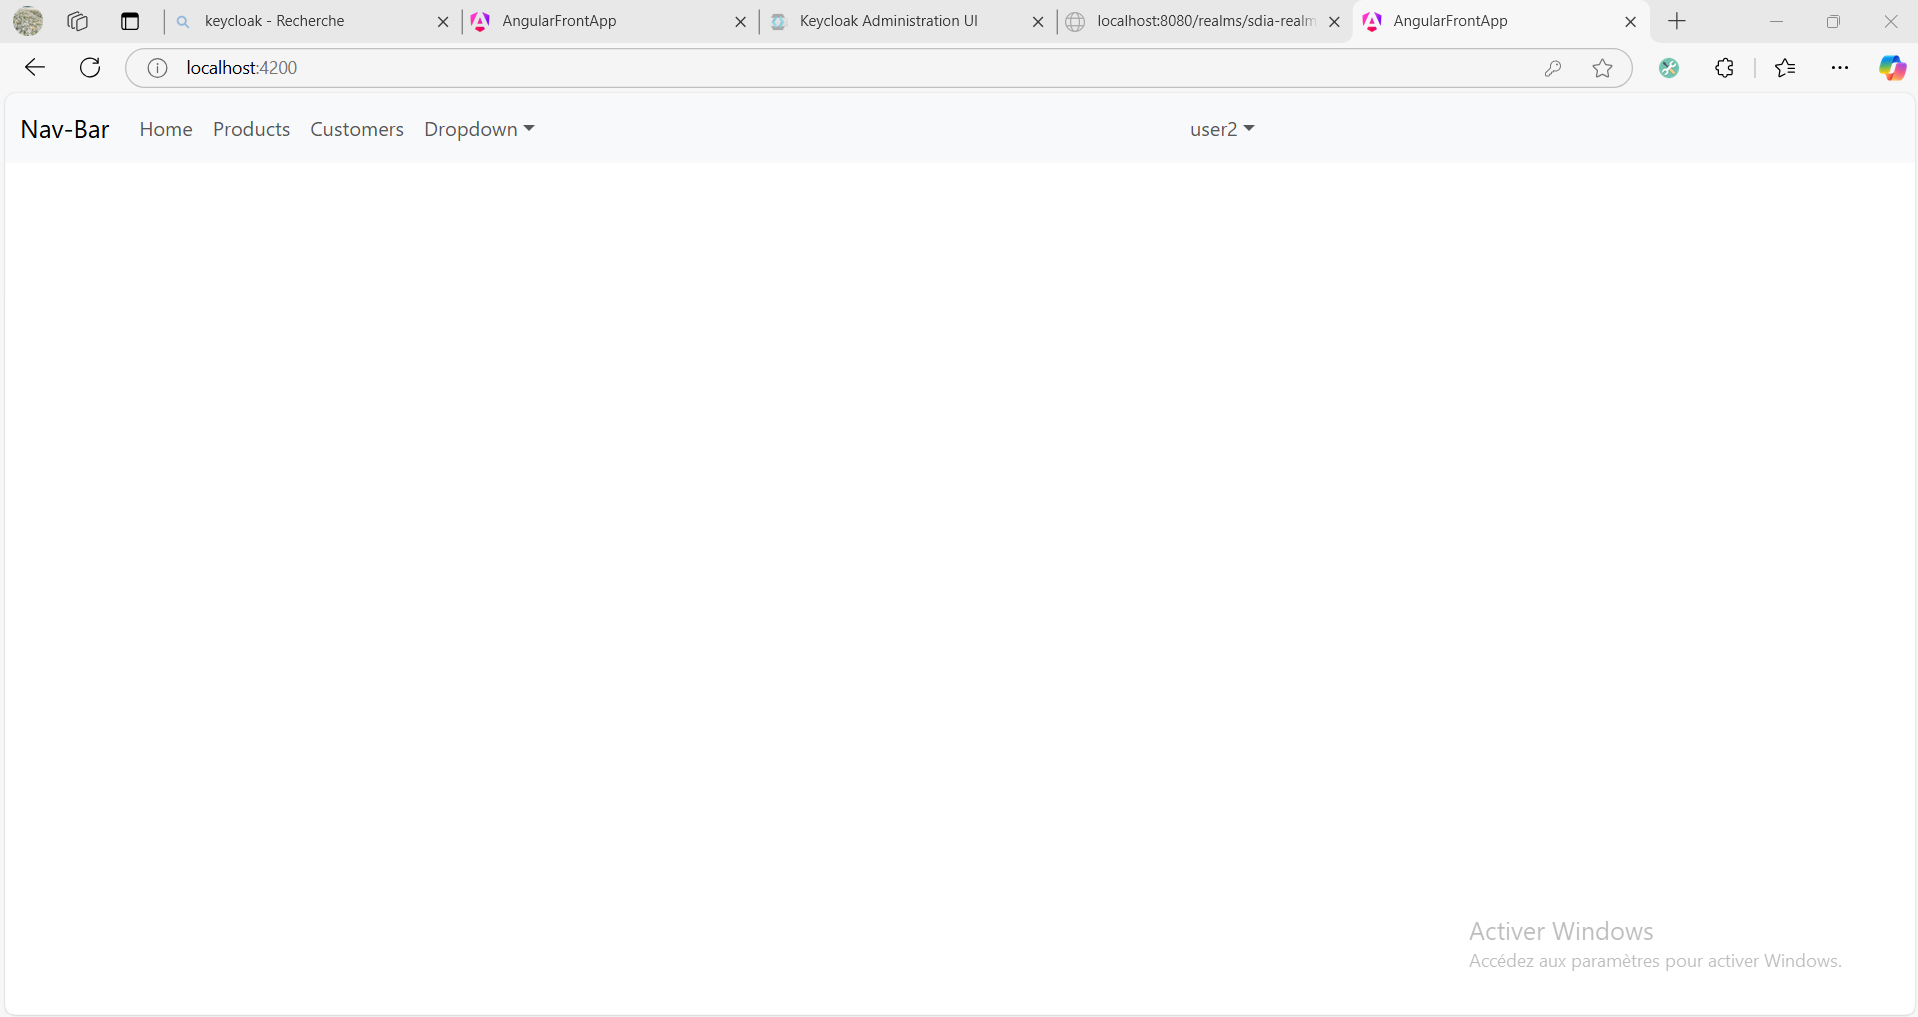 keycloak - Recherche
AngularFrontApp
Keycloak Administration UI
localhost:8080/realms/sdia-realm
AngularFrontApp
localhost:4200
Nav-Bar Home Products Customers Dropdown user2
Activer Windows
Accédez aux paramètres pour activer Windows.